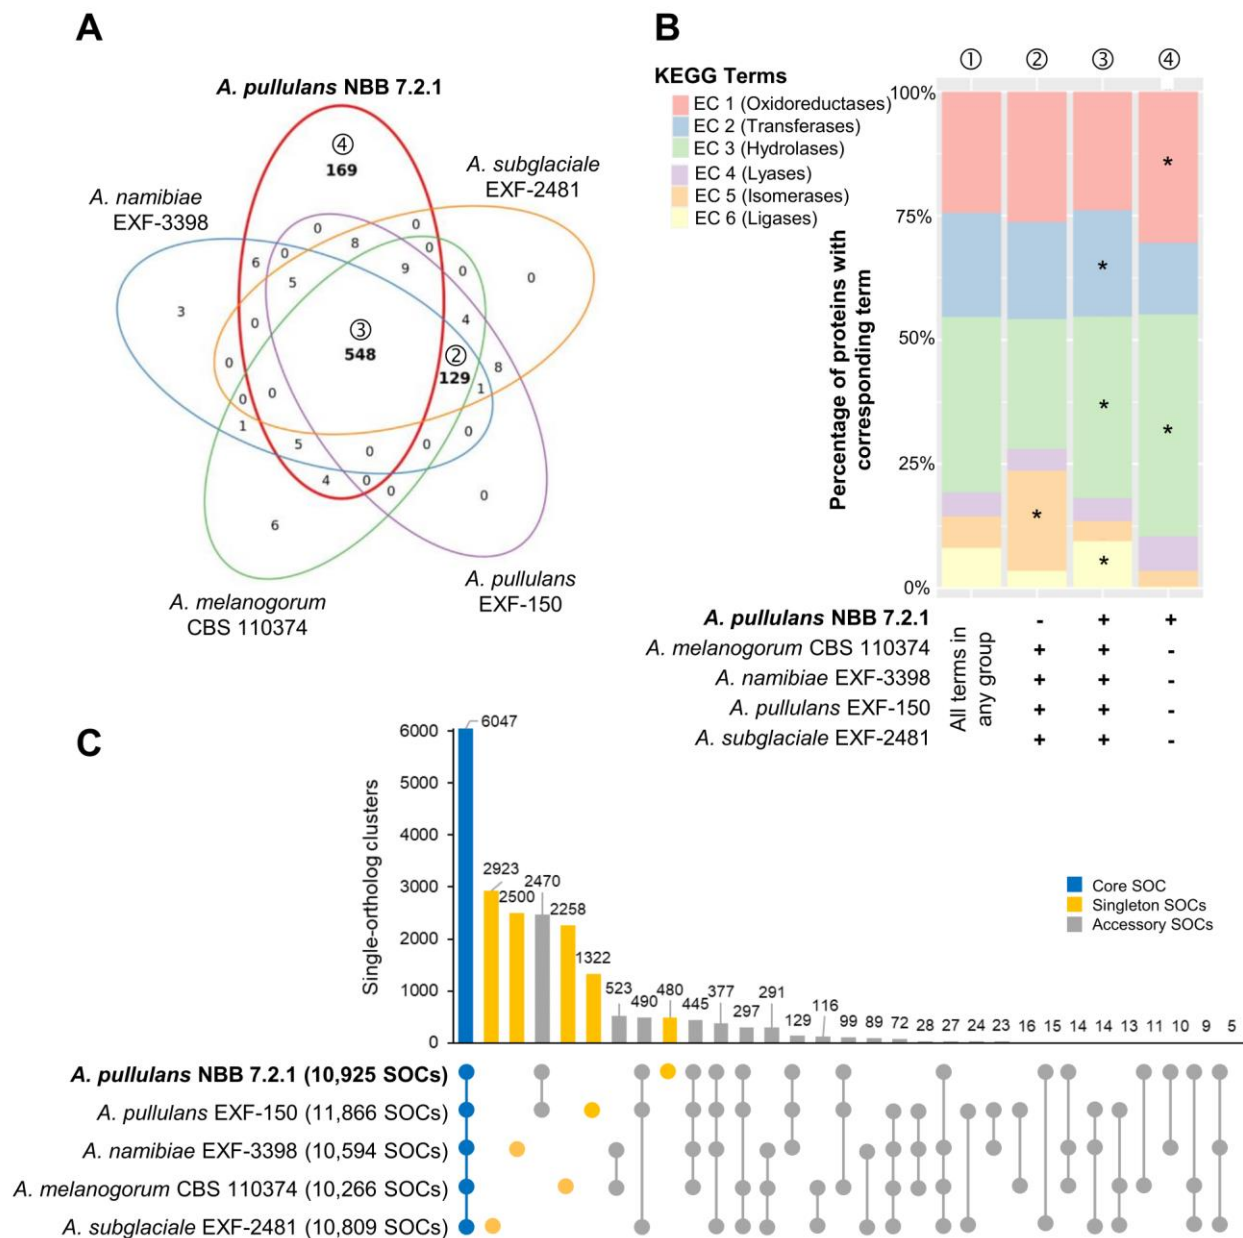 A
A. pullulans NBB 7.2.1
④
169
A. subglaciale
EXF-2481
A. namibiae
EXF-3398
0
0
8
0
0
6
5
9
0
0
3
0
4
③
548
②
129
8
1
0
0
0
1
5
0
0
0
4
0
0
0
6
A. melanogorum
CBS 110374
A. pullulans
EXF-150
B
① ② ③ ④
KEGG Terms
EC 1 (Oxidoreductases)
EC 2 (Transferases)
EC 3 (Hydrolases)
EC 4 (Lyases)
EC 5 (Isomerases)
EC 6 (Ligases)
Percentage of proteins with
corresponding term
100%
75%
50%
25%
0%
*
*
*
*
*
*
All terms in
any group
A. pullulans NBB 7.2.1 - + +
A. melanogorum CBS 110374 + + -
A. namibiae EXF-3398 + + -
A. pullulans EXF-150 + + -
A. subglaciale EXF-2481 + + -
C
Single-ortholog clusters
6000
5000
4000
3000
2000
1000
0
6047 2923 2500 2470 2258 1322 523 490 480 445 377 297 291 129 116 99 89 72 28 27 24 23 16 15 14 14 13 11 10 9 5
Core SOC
Singleton SOCs
Accessory SOCs
A. pullulans NBB 7.2.1 (10,925 SOCs)
A. pullulans EXF-150 (11,866 SOCs)
A. namibiae EXF-3398 (10,594 SOCs)
A. melanogorum CBS 110374 (10,266 SOCs)
A. subglaciale EXF-2481 (10,809 SOCs)